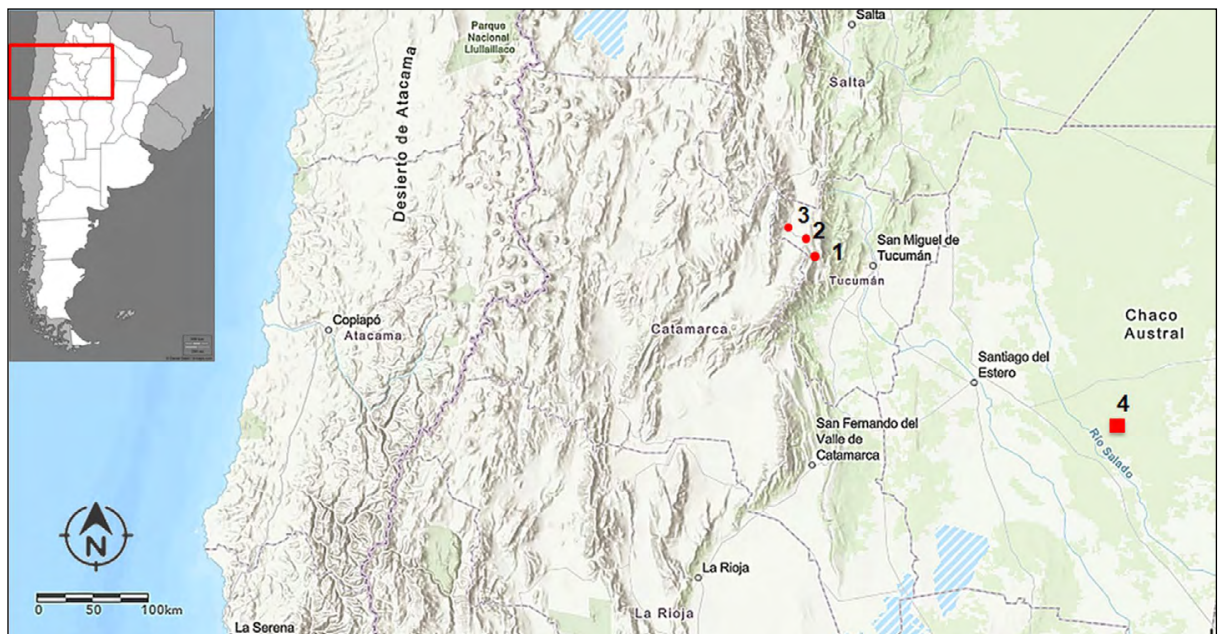 Parque
Nacional
Llullaillaco
Salta
Salta
Desierto de Atacama
3
2
1
San Miguel de
Tucumán
Tucumán
Copiapó
Atacama
Catamarca
Chaco
Austral
Santiago del
Estero
4
San Fernando del
Valle de
Catamarca
Río Salado
N
La Rioja
0 50 100km
La Rioja
La Serena